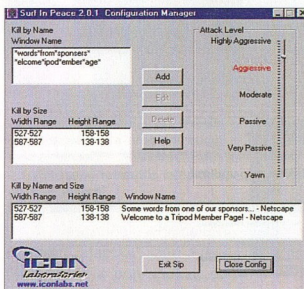 Surf In Peace 2.0.1 Configuration Manager
Kill by Name
Window Name
"words"from"sponsers"
"elcome"ipod"ember"age"
Add
Edit
Delete
Help
Kill by Size
Width Range Height Range
527-527 158-158
587-587 138-138
Attack Level
Highly Aggressive
Aggressive
Moderate
Passive
Very Passive
Yawn
Kill by Name and Size
Width Range Height Range Window Name
527-527 158-158 Some words from one of our sponsors... - Netscape
587-587 138-138 Welcome to a Tripod Member Page! - Netscape
icon
Laboratories
www.iconlabs.net
Exit Sip
Close Config